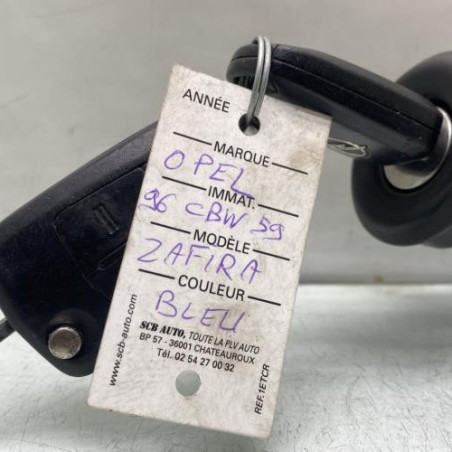 ANNÉE
MARQUE
OPEL
IMMAT.
96 CBW 59
MODÈLE
ZAFIRA
COULEUR
BLEU
SCB AUTO, TOUTE LA PLV AUTO
BP 57 - 36001 CHATEAUROUX
Tél. 02 54 27 00 32
www.scb-auto.com
REF. 1ETCR